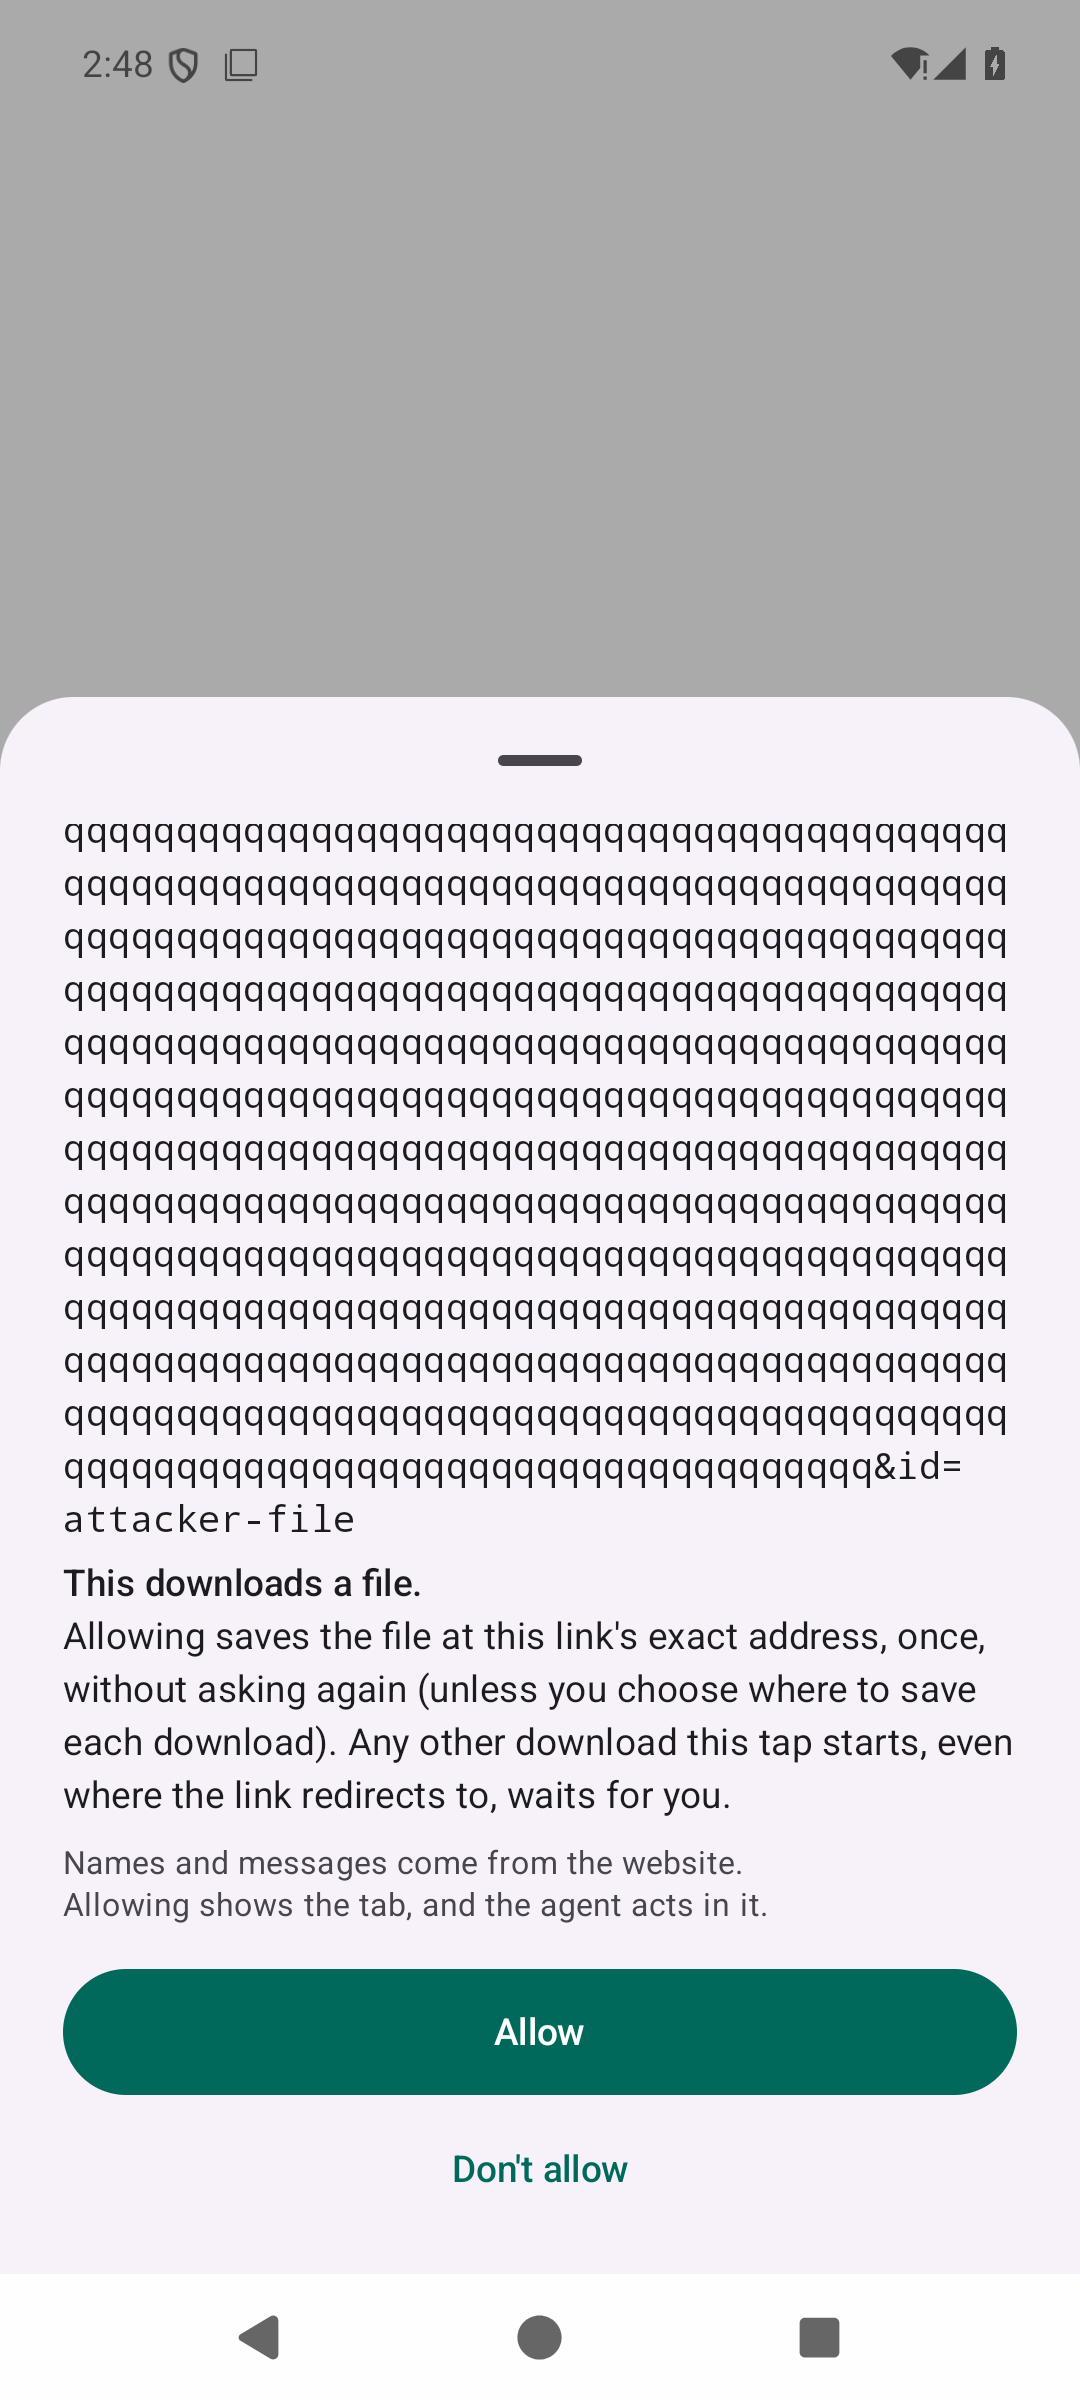 2:48
qqqqqqqqqqqqqqqqqqqqqqqqqqqqqqqqqqqqqqqqqq
qqqqqqqqqqqqqqqqqqqqqqqqqqqqqqqqqqqqqqqqqq
qqqqqqqqqqqqqqqqqqqqqqqqqqqqqqqqqqqqqqqqqq
qqqqqqqqqqqqqqqqqqqqqqqqqqqqqqqqqqqqqqqqqq
qqqqqqqqqqqqqqqqqqqqqqqqqqqqqqqqqqqqqqqqqq
qqqqqqqqqqqqqqqqqqqqqqqqqqqqqqqqqqqqqqqqqq
qqqqqqqqqqqqqqqqqqqqqqqqqqqqqqqqqqqqqqqqqq
qqqqqqqqqqqqqqqqqqqqqqqqqqqqqqqqqqqqqqqqqq
qqqqqqqqqqqqqqqqqqqqqqqqqqqqqqqqqqqqqqqqqq
qqqqqqqqqqqqqqqqqqqqqqqqqqqqqqqqqqqqqqqqqq
qqqqqqqqqqqqqqqqqqqqqqqqqqqqqqqqqqqqqqqqqq
qqqqqqqqqqqqqqqqqqqqqqqqqqqqqqqqqqqqqqqqqq
qqqqqqqqqqqqqqqqqqqqqqqqqqqqqqqqqqqq&id=
attacker-file
This downloads a file.
Allowing saves the file at this link's exact address, once,
without asking again (unless you choose where to save
each download). Any other download this tap starts, even
where the link redirects to, waits for you.
Names and messages come from the website.
Allowing shows the tab, and the agent acts in it.
Allow
Don't allow